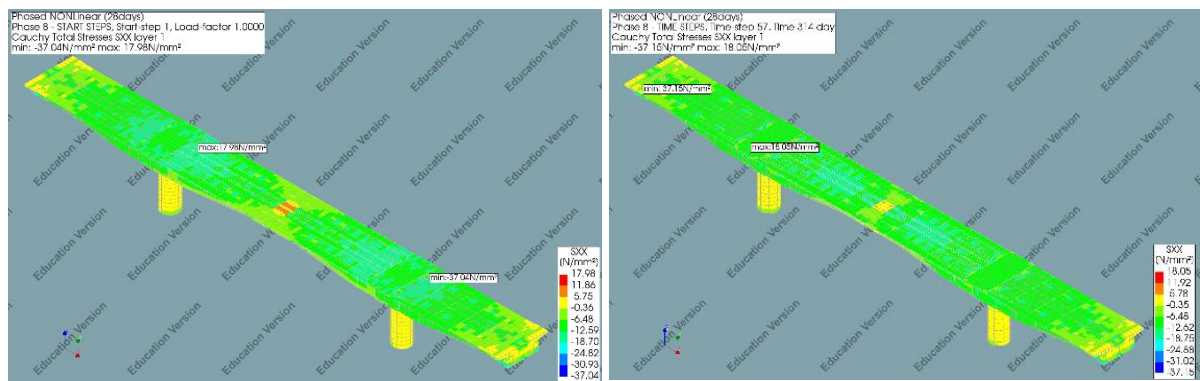 Phased NONLinear (28days)
Phase 8 - START STEPS, Start-step 1, Load-factor 1.0000
Cauchy Total Stresses SXX layer 1
min: -37.04N/mm² max: 17.98N/mm²
max:17.98N/mm²
min:-37.04N/mm²
SXX
(N/mm²)
17.98
11.86
5.75
-0.36
-6.48
-12.59
-18.70
-24.82
-30.93
-37.04
Education Version
Phased NONLinear (28days)
Phase 8 - TIME STEPS, Time-step 57, Time 314 day
Cauchy Total Stresses SXX layer 1
min: -37.15N/mm² max: 18.05N/mm²
min:-37.15N/mm²
max:18.05N/mm²
SXX
(N/mm²)
18.05
11.92
5.78
-0.35
-6.48
-12.62
-18.75
-24.88
-31.02
-37.15
Education Version